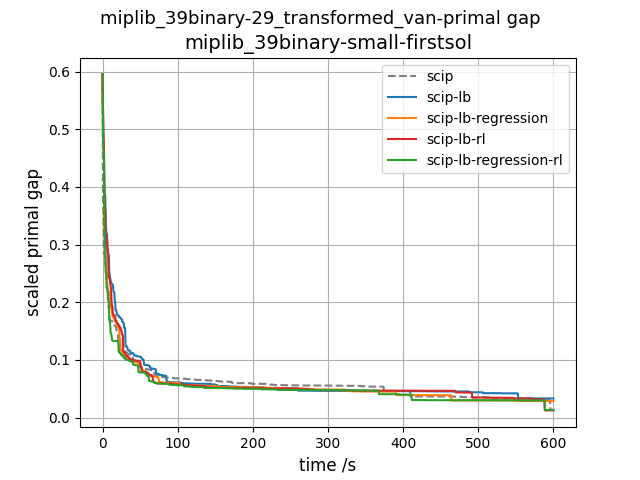 miplib_39binary-29_transformed_van-primal gap
miplib_39binary-small-firstsol
scip
scip-lb
scip-lb-regression
scip-lb-rl
scip-lb-regression-rl
scaled primal gap
0.6
0.5
0.4
0.3
0.2
0.1
0.0
0 100 200 300 400 500 600
time /s